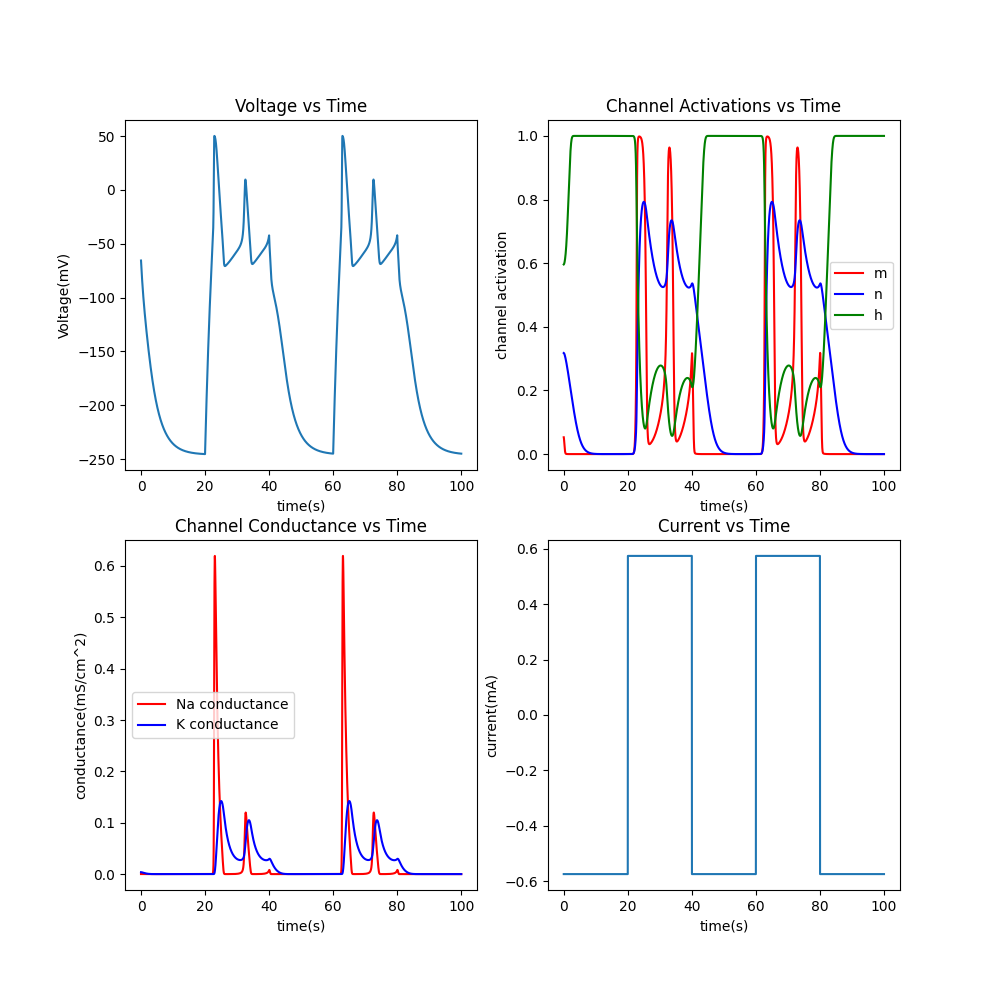 Voltage vs Time
Channel Activations vs Time
50
0
−50
−100
−150
−200
−250
Voltage(mV)
0 20 40 60 80 100
time(s)
1.0
0.8
0.6
0.4
0.2
0.0
channel activation
m
n
h
0 20 40 60 80 100
time(s)
Channel Conductance vs Time
Current vs Time
0.6
0.5
0.4
0.3
0.2
0.1
0.0
conductance(mS/cm^2)
Na conductance
K conductance
0 20 40 60 80 100
time(s)
0.6
0.4
0.2
0.0
−0.2
−0.4
−0.6
current(mA)
0 20 40 60 80 100
time(s)